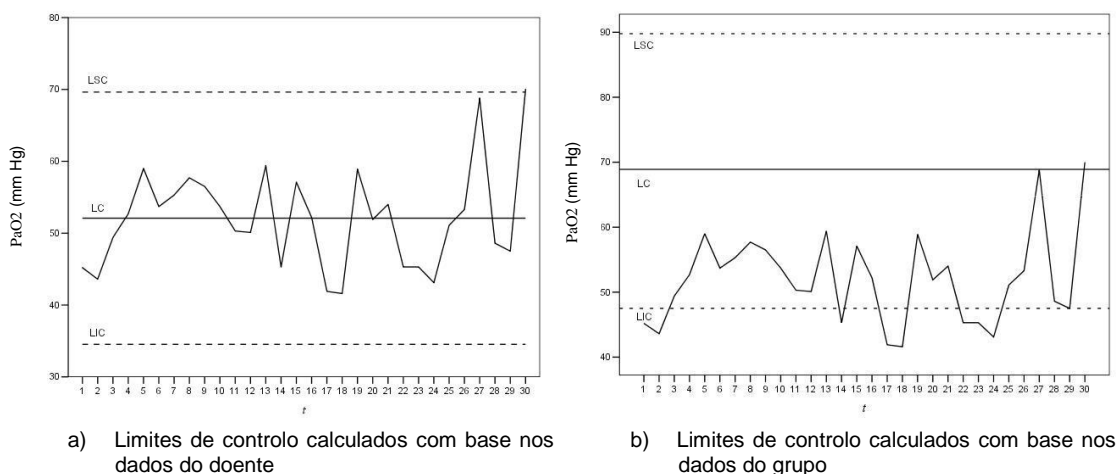 80
70
60
50
40
30
PaO2 (mm Hg)
LSC
LC
LIC
1 2 3 4 5 6 7 8 9 10 11 12 13 14 15 16 17 18 19 20 21 22 23 24 25 26 27 28 29 30
t
a) Limites de controlo calculados com base nos
dados do doente
90
80
70
60
50
40
PaO2 (mm Hg)
LSC
LC
LIC
1 2 3 4 5 6 7 8 9 10 11 12 13 14 15 16 17 18 19 20 21 22 23 24 25 26 27 28 29 30
t
b) Limites de controlo calculados com base nos
dados do grupo